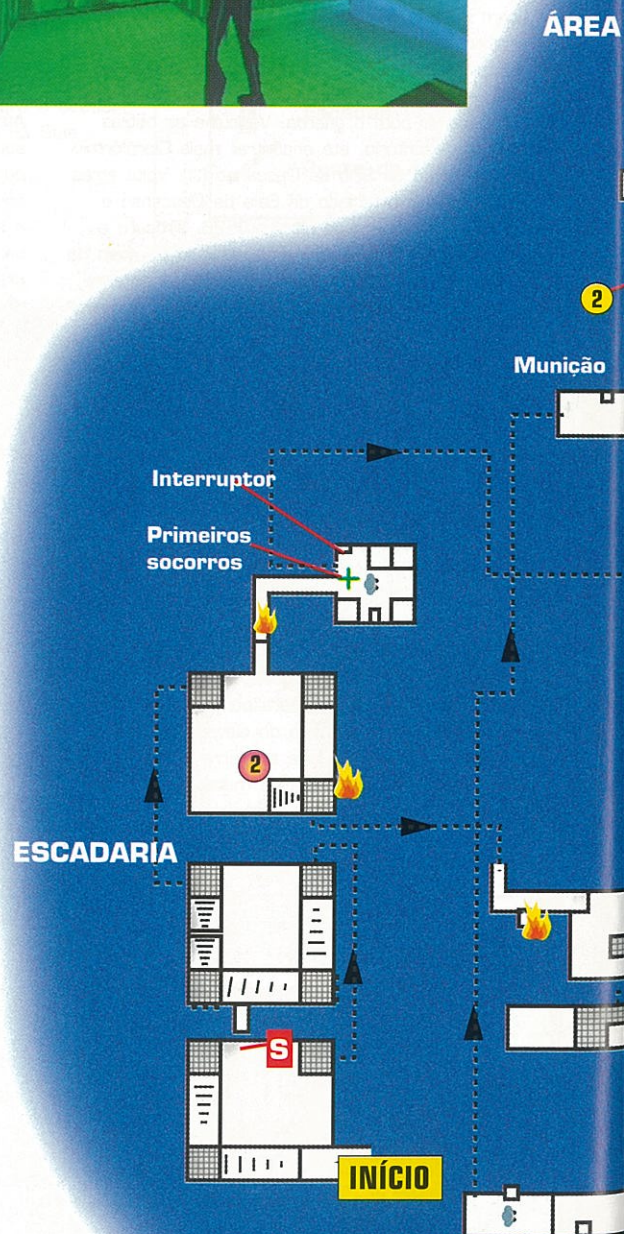 ÁREA
2
Munição
Interruptor
Primeiros
socorros
2
ESCADARIA
S
INÍCIO